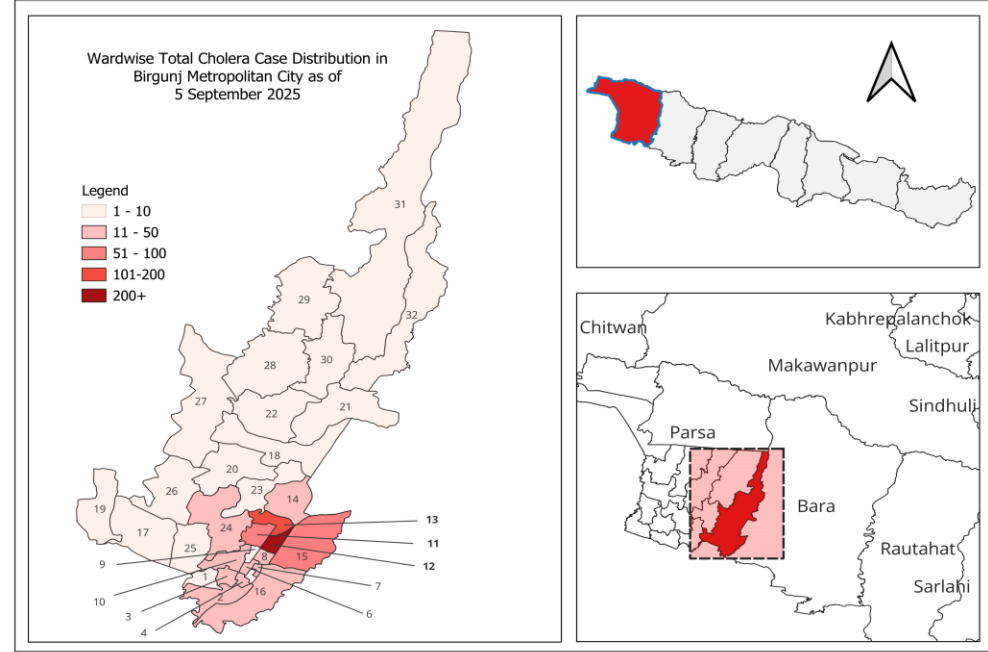 Wardwise Total Cholera Case Distribution in
Birgunj Metropolitan City as of
5 September 2025
Legend
1 - 10
11 - 50
51 - 100
101-200
200+
31
29
32
30
28
27
21
22
18
20
23
26
14
19
13
24
17
11
25
8
15
12
9
1
7
10
2
16
6
3
4
Chitwan
Kabhrepalanchok
Lalitpur
Makawanpur
Sindhuli
Parsa
Bara
Rautahat
Sarlahi